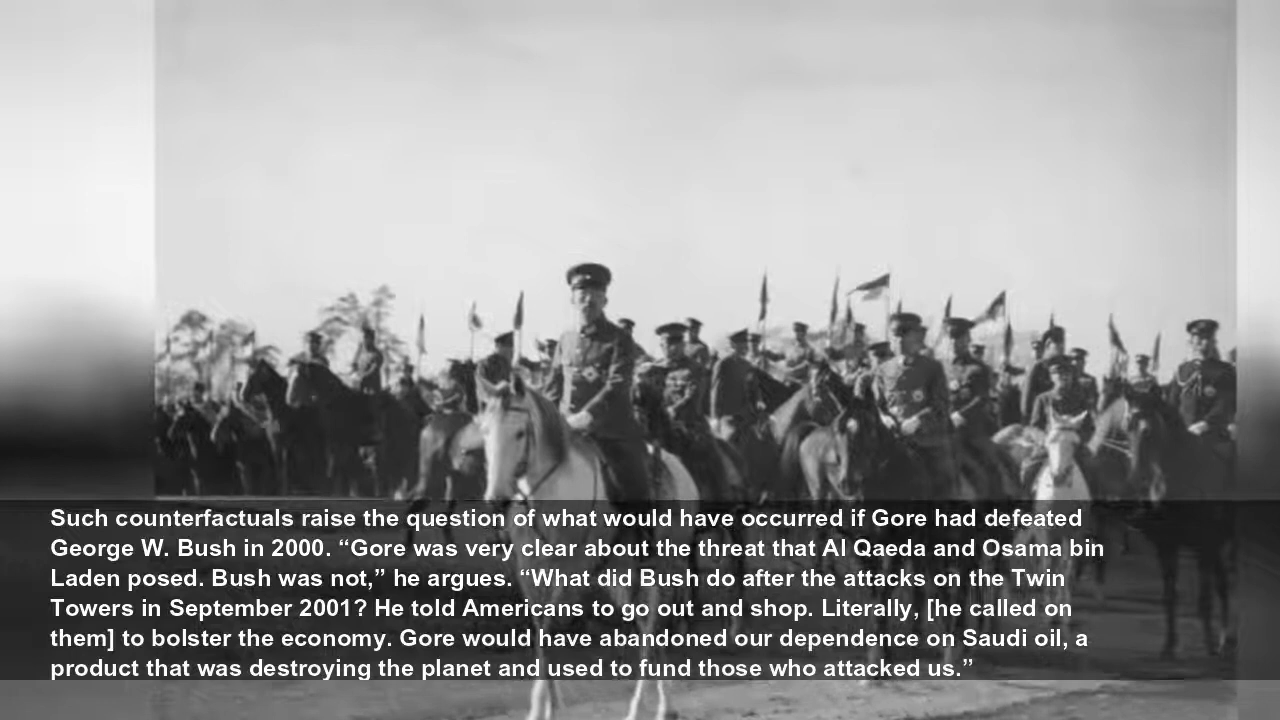 Such counterfactuals raise the question of what would have occurred if Gore had defeated
George W. Bush in 2000. “Gore was very clear about the threat that Al Qaeda and Osama bin
Laden posed. Bush was not,” he argues. “What did Bush do after the attacks on the Twin
Towers in September 2001? He told Americans to go out and shop. Literally, [he called on
them] to bolster the economy. Gore would have abandoned our dependence on Saudi oil, a
product that was destroying the planet and used to fund those who attacked us.”